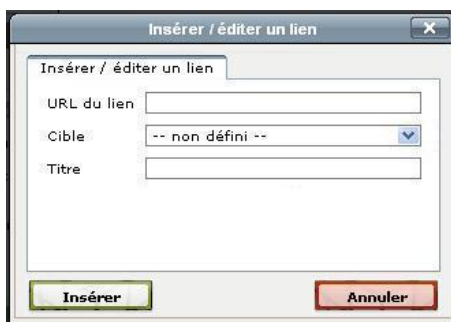 Insérer / éditer un lien
Insérer / éditer un lien
URL du lien
Cible -- non défini --
Titre
Insérer Annuler